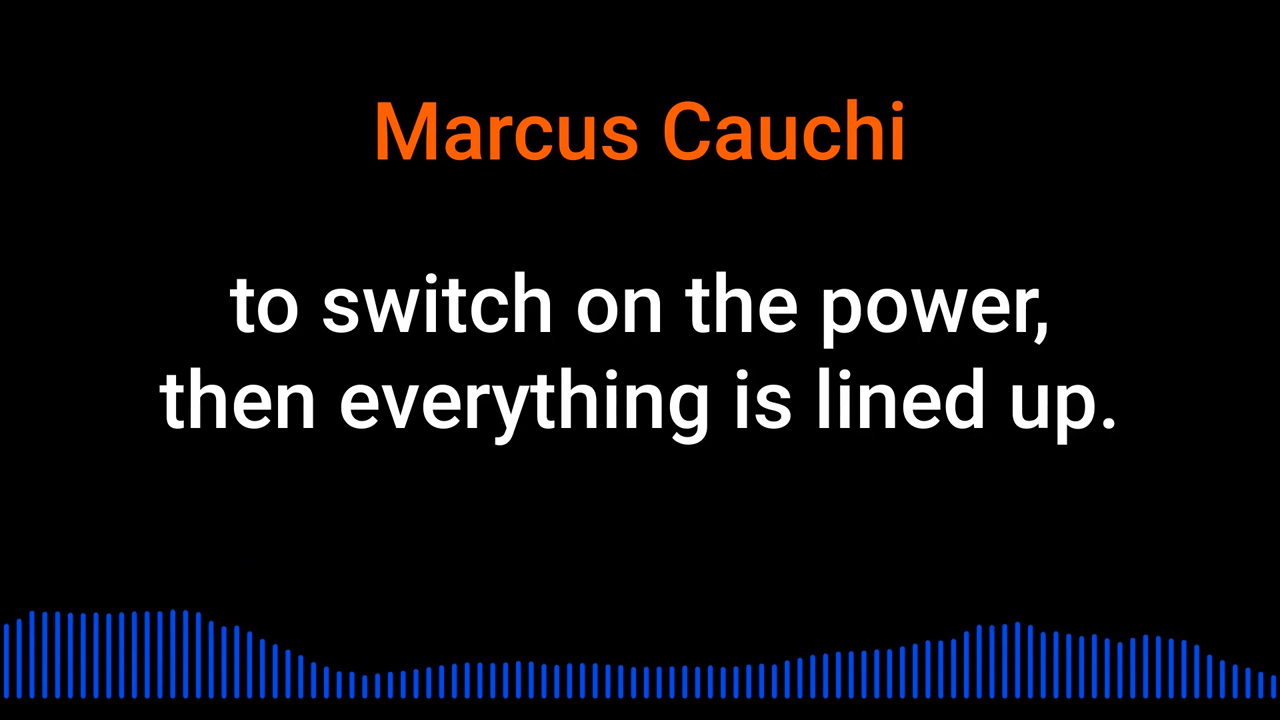 Marcus Cauchi
to switch on the power,
then everything is lined up.